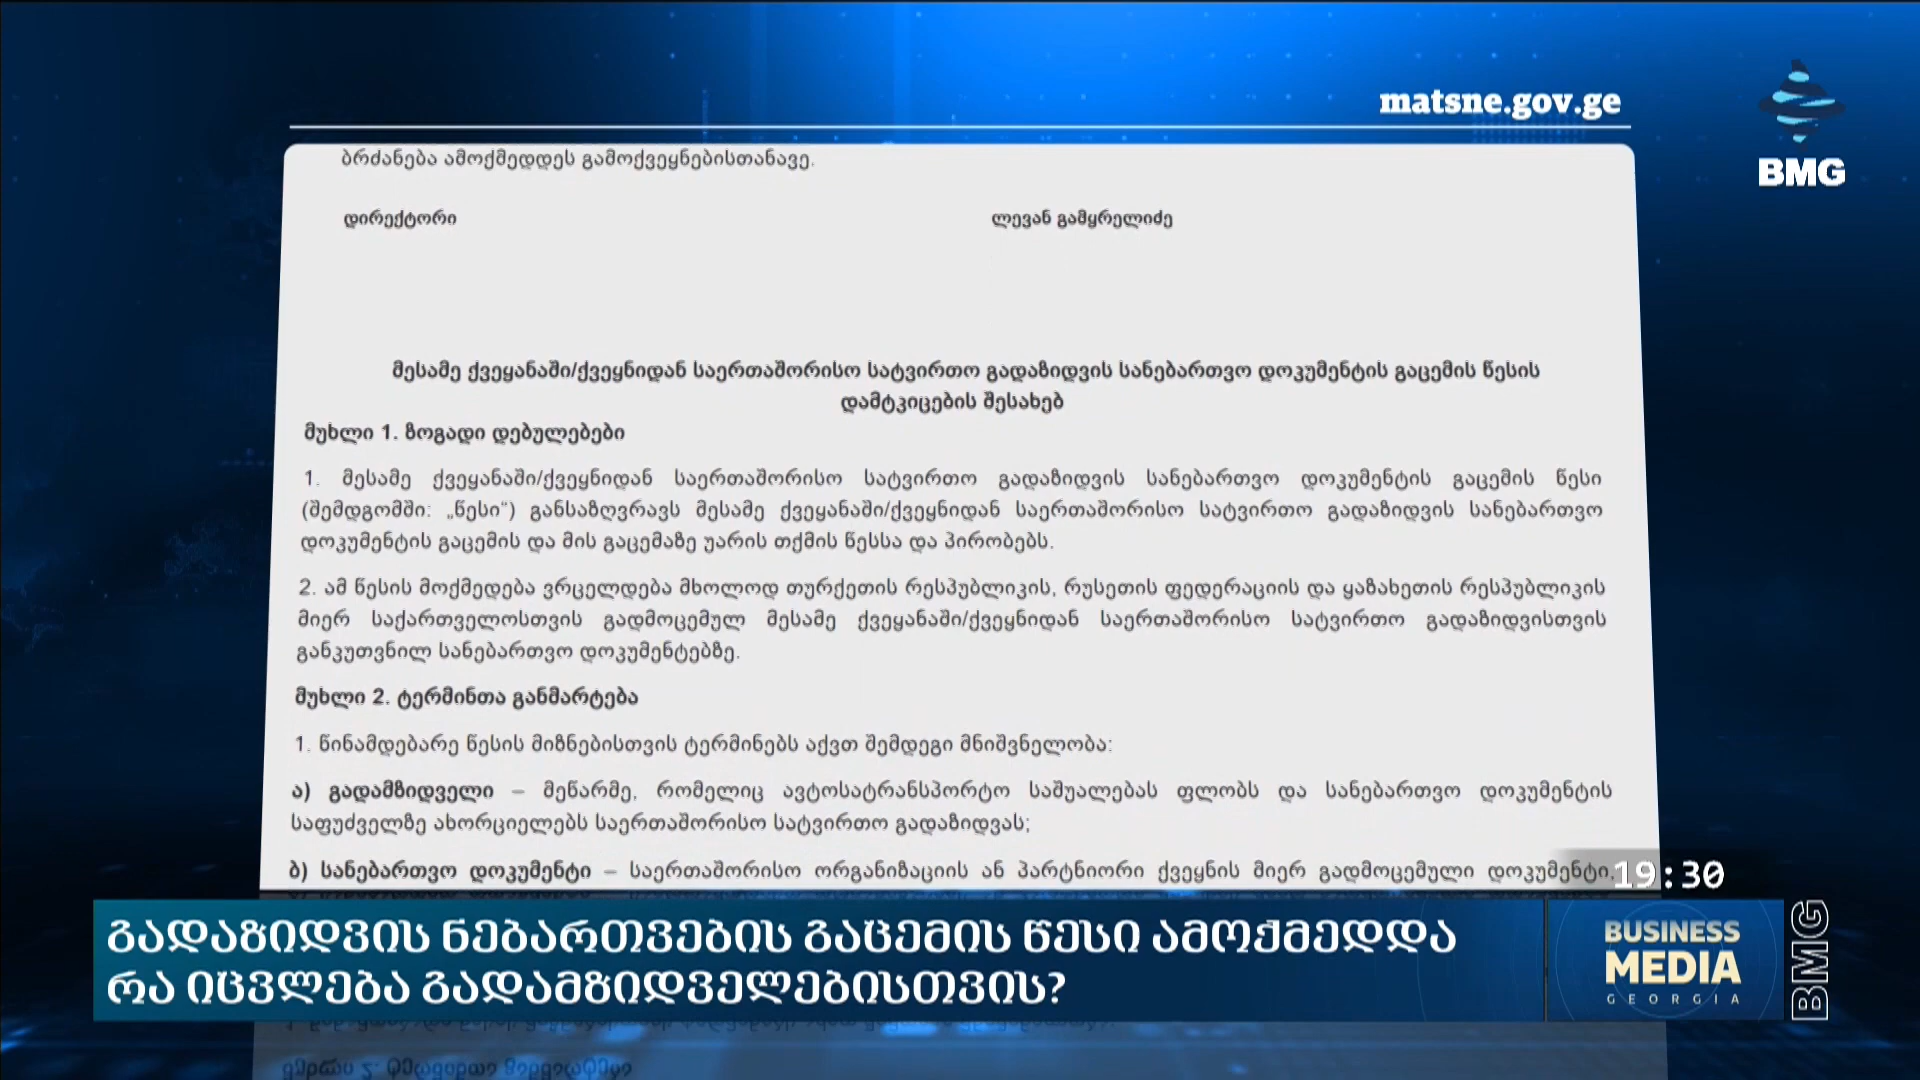 matsne.gov.ge
BMG
ბრძანება ამოქმედდეს გამოქვეყნებისთანავე.
დირექტორი
ლევან გამყრელიძე
მესამე ქვეყანაში/ქვეყნიდან საერთაშორისო სატვირთო გადაზიდვის სანებართვო დოკუმენტის გაცემის წესის
დამტკიცების შესახებ
მუხლი 1. ზოგადი დებულებები
1. მესამე ქვეყანაში/ქვეყნიდან საერთაშორისო სატვირთო გადაზიდვის სანებართვო დოკუმენტის გაცემის წესი
(შემდგომში: „წესი“) განსაზღვრავს მესამე ქვეყანაში/ქვეყნიდან საერთაშორისო სატვირთო გადაზიდვის სანებართვო
დოკუმენტის გაცემის და მის გაცემაზე უარის თქმის წესსა და პირობებს.
2. ამ წესის მოქმედება ვრცელდება მხოლოდ თურქეთის რესპუბლიკის, რუსეთის ფედერაციის და ყაზახეთის რესპუბლიკის
მიერ საქართველოსთვის გადმოცემულ მესამე ქვეყანაში/ქვეყნიდან საერთაშორისო სატვირთო გადაზიდვისთვის
განკუთვნილ სანებართვო დოკუმენტებზე.
მუხლი 2. ტერმინთა განმარტება
1. წინამდებარე წესის მიზნებისთვის ტერმინებს აქვთ შემდეგი მნიშვნელობა:
ა) გადამზიდველი – მეწარმე, რომელიც ავტოსატრანსპორტო საშუალებას ფლობს და სანებართვო დოკუმენტის
საფუძველზე ახორციელებს საერთაშორისო სატვირთო გადაზიდვას;
ბ) სანებართვო დოკუმენტი – საერთაშორისო ორგანიზაციის ან პარტნიორი ქვეყნის მიერ გადმოცემული დოკუმენტი,
19:30
გადაზიდვის ნებართვების გაცემის წესი ამოქმედდა
რა იცვლება გადამზიდველებისთვის?
BUSINESS
MEDIA
GEORGIA
BMG